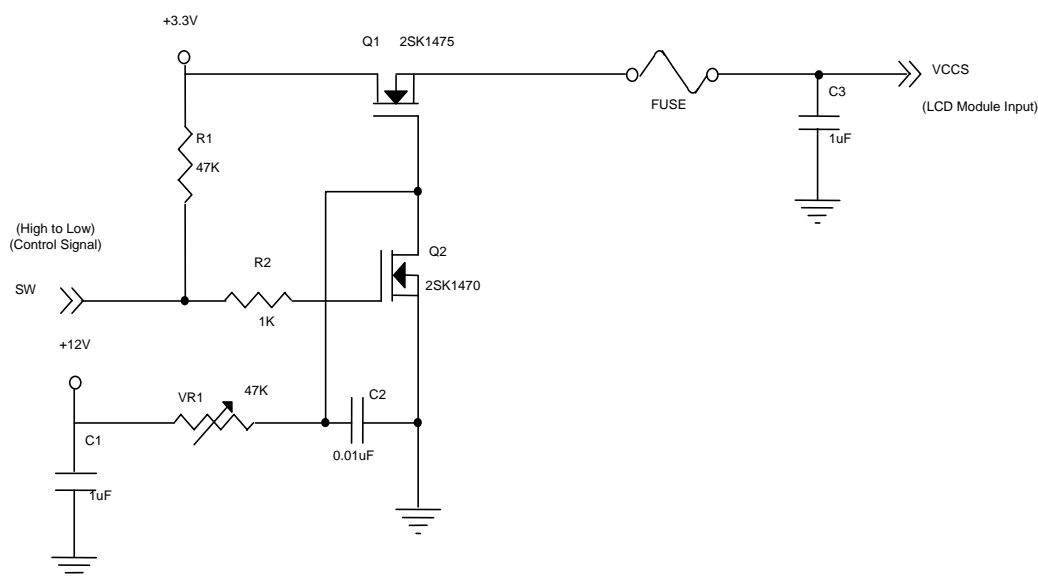 +3.3V
Q1 2SK1475
FUSE
VCCS
(LCD Module Input)
C3
1uF
R1
47K
(High to Low)
(Control Signal)
SW
R2
1K
Q2
2SK1470
+12V
VR1
47K
C2
0.01uF
C1
1uF